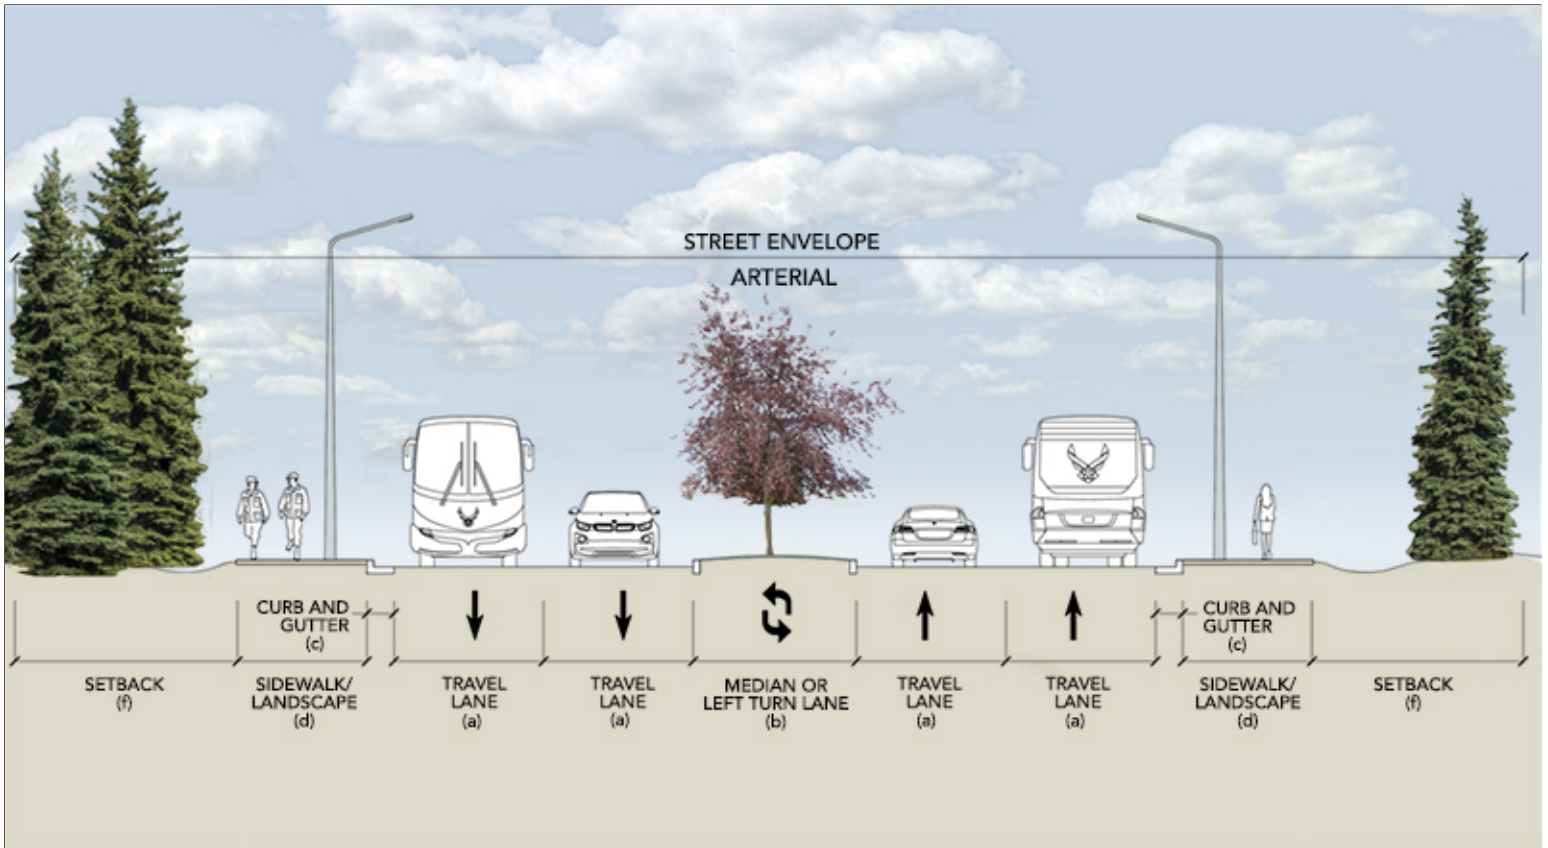 STREET ENVELOPE
ARTERIAL
CURB AND
GUTTER
(c)
CURB AND
GUTTER
(c)
SETBACK
(f)
SIDEWALK/
LANDSCAPE
(d)
TRAVEL
LANE
(a)
TRAVEL
LANE
(a)
MEDIAN OR
LEFT TURN LANE
(b)
TRAVEL
LANE
(a)
TRAVEL
LANE
(a)
SIDEWALK/
LANDSCAPE
(d)
SETBACK
(f)